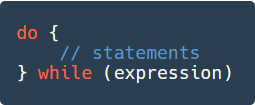 do {
    // statements
} while (expression)